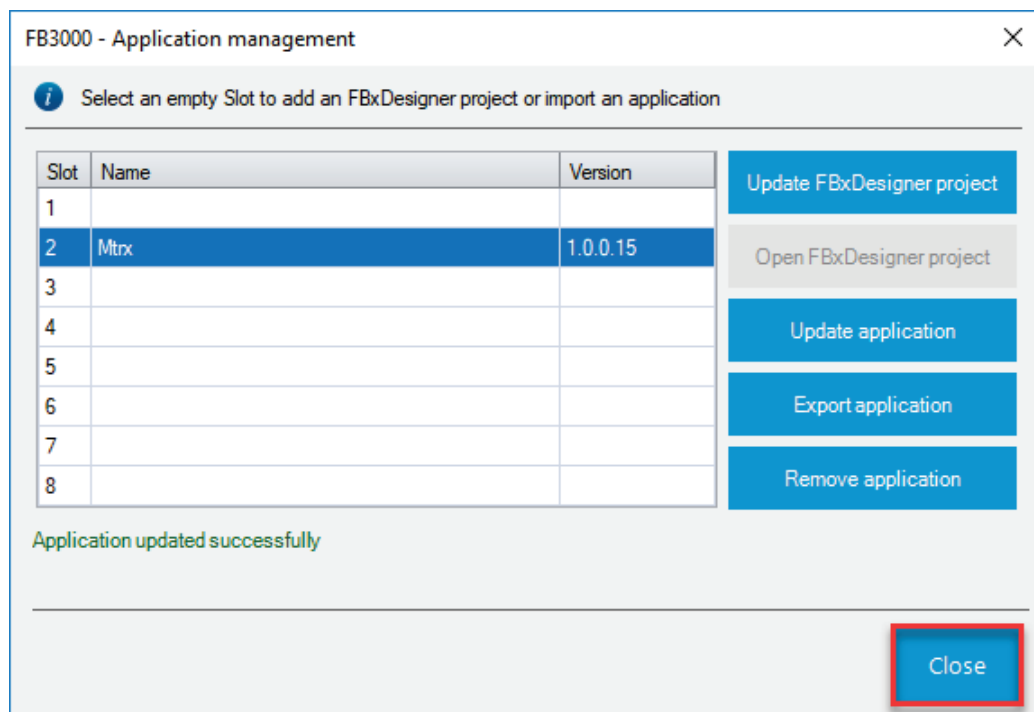 FB3000 - Application management
Select an empty Slot to add an FBxDesigner project or import an application
Slot Name Version
1
2 Mtrx 1.0.0.15
3
4
5
6
7
8
Update FBxDesigner project
Open FBxDesigner project
Update application
Export application
Remove application
Application updated successfully
Close